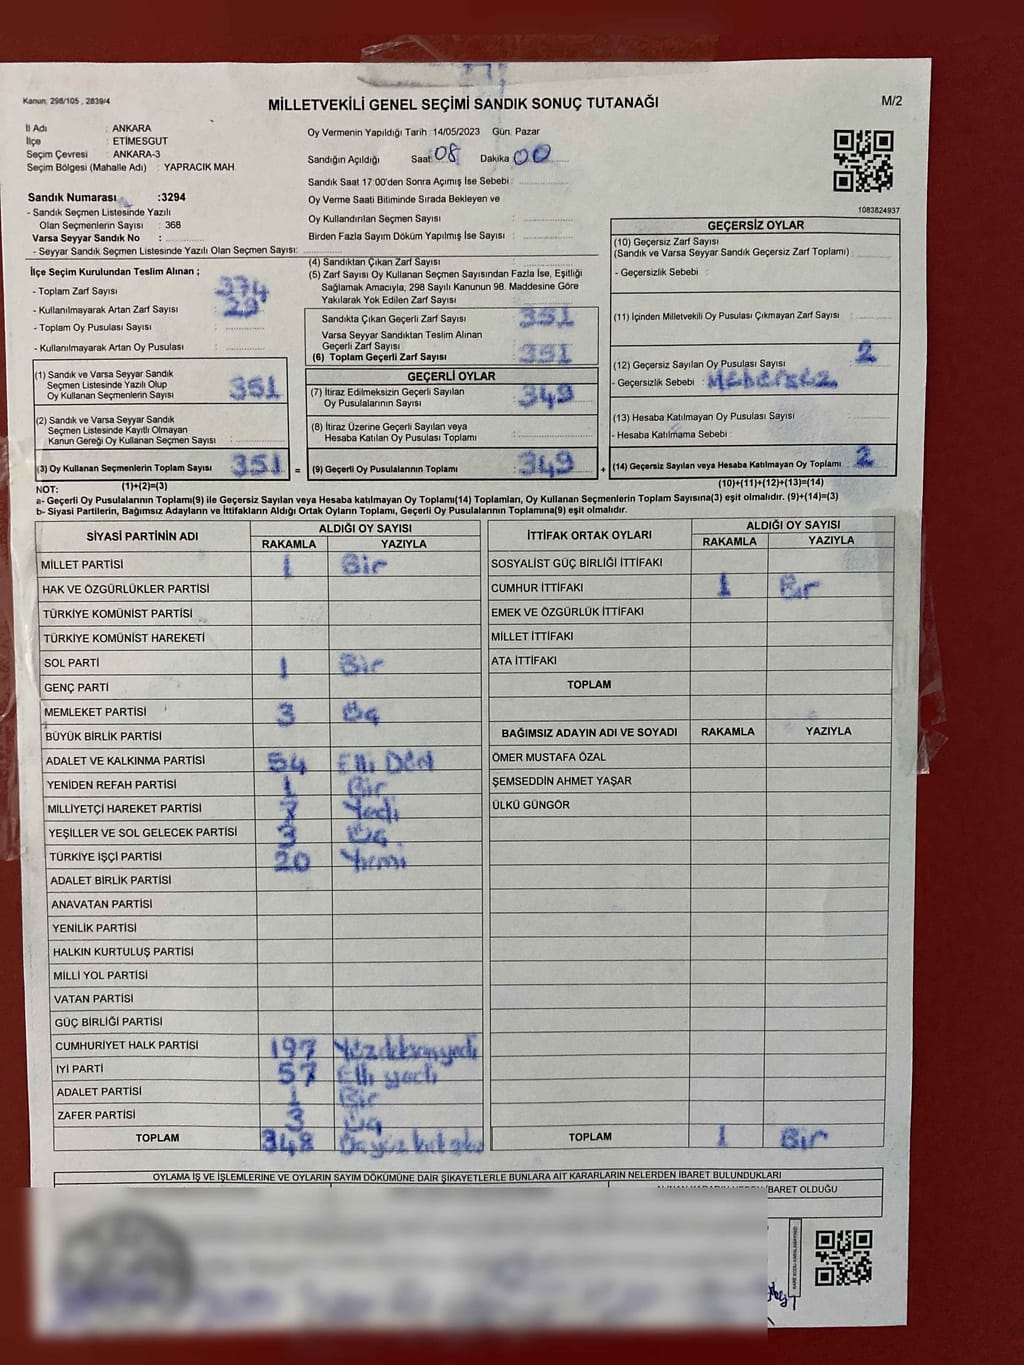 Kanun: 298/105 , 2839/4
MİLLETVEKİLİ GENEL SEÇİMİ SANDIK SONUÇ TUTANAĞI
M/2
İl Adı : ANKARA
İlçe : ETİMESGUT
Seçim Çevresi : ANKARA-3
Seçim Bölgesi (Mahalle Adı) : YAPRACIK MAH
Sandık Numarası :3294
- Sandık Seçmen Listesinde Yazılı
Olan Seçmenlerin Sayısı : 368
Varsa Seyyar Sandık No :
- Seyyar Sandık Seçmen Listesinde Yazılı Olan Seçmen Sayısı:
Oy Vermenin Yapıldığı Tarih :14/05/2023 Gün: Pazar
Sandığın Açıldığı Saat 08 Dakika 00
Sandık Saat 17:00'den Sonra Açımış İse Sebebi :
Oy Verme Saati Bitiminde Sırada Bekleyen ve
Oy Kullandırılan Seçmen Sayısı :
Birden Fazla Sayım Döküm Yapılmış İse Sayısı :
1083824937
İlçe Seçim Kurulundan Teslim Alınan ;
- Toplam Zarf Sayısı : 374
- Kullanılmayarak Artan Zarf Sayısı : 23
- Toplam Oy Pusulası Sayısı :
- Kullanılmayarak Artan Oy Pusulası :
(1) Sandık ve Varsa Seyyar Sandık
Seçmen Listesinde Yazılı Olup
Oy Kullanan Seçmenlerin Sayısı : 351
(2) Sandık ve Varsa Seyyar Sandık
Seçmen Listesinde Kayıtlı Olmayan
Kanun Gereği Oy Kullanan Seçmen Sayısı :
(3) Oy Kullanan Seçmenlerin Toplam Sayısı : 351 =
(1)+(2)=(3)
(4) Sandıktan Çıkan Zarf Sayısı :
(5) Zarf Sayısı Oy Kullanan Seçmen Sayısından Fazla İse, Eşitliği
Sağlamak Amacıyla, 298 Sayılı Kanunun 98. Maddesine Göre
Yakılarak Yok Edilen Zarf Sayısı :
Sandıkta Çıkan Geçerli Zarf Sayısı : 351
Varsa Seyyar Sandıktan Teslim Alınan
Geçerli Zarf Sayısı :
(6) Toplam Geçerli Zarf Sayısı : 351
GEÇERLİ OYLAR
(7) İtiraz Edilmeksizin Geçerli Sayılan
Oy Pusulalarının Sayısı : 349
(8) İtiraz Üzerine Geçerli Sayılan veya
Hesaba Katılan Oy Pusulası Toplamı :
(9) Geçerli Oy Pusulalarının Toplamı : 349 +
GEÇERSİZ OYLAR
(10) Geçersiz Zarf Sayısı
(Sandık ve Varsa Seyyar Sandık Geçersiz Zarf Toplamı) :
- Geçersizlik Sebebi :
(11) İçinden Milletvekili Oy Pusulası Çıkmayan Zarf Sayısı :
(12) Geçersiz Sayılan Oy Pusulası Sayısı : 2
- Geçersizlik Sebebi : Mühürsüz
(13) Hesaba Katılmayan Oy Pusulası Sayısı :
- Hesaba Katılmama Sebebi :
(14) Geçersiz Sayılan veya Hesaba Katılmayan Oy Toplamı : 2
(10)+(11)+(12)+(13)=(14)
NOT:
a- Geçerli Oy Pusulalarının Toplamı(9) ile Geçersiz Sayılan veya Hesaba katılmayan Oy Toplamı(14) Toplamları, Oy Kullanan Seçmenlerin Toplam Sayısına(3) eşit olmalıdır. (9)+(14)=(3)
b- Siyasi Partilerin, Bağımsız Adayların ve İttifakların Aldığı Ortak Oyların Toplamı, Geçerli Oy Pusulalarının Toplamına(9) eşit olmalıdır.
SİYASİ PARTİNİN ADI
ALDIĞI OY SAYISI
RAKAMLA YAZIYLA
MİLLET PARTİSİ 1 Bir
HAK VE ÖZGÜRLÜKLER PARTİSİ
TÜRKİYE KOMÜNİST PARTİSİ
TÜRKİYE KOMÜNİST HAREKETİ
SOL PARTİ 1 Bir
GENÇ PARTİ
MEMLEKET PARTİSİ 3 Üç
BÜYÜK BİRLİK PARTİSİ
ADALET VE KALKINMA PARTİSİ 54 Elli Dört
YENİDEN REFAH PARTİSİ 1 Bir
MİLLİYETÇİ HAREKET PARTİSİ 7 Yedi
YEŞİLLER VE SOL GELECEK PARTİSİ 3 Üç
TÜRKİYE İŞÇİ PARTİSİ 20 Yirmi
ADALET BİRLİK PARTİSİ
ANAVATAN PARTİSİ
YENİLİK PARTİSİ
HALKIN KURTULUŞ PARTİSİ
MİLLİ YOL PARTİSİ
VATAN PARTİSİ
GÜÇ BİRLİĞİ PARTİSİ
CUMHURİYET HALK PARTİSİ 197 Yüzdoksanyedi
İYİ PARTİ 57 Elli yedi
ADALET PARTİSİ 1 Bir
ZAFER PARTİSİ 3 Üç
TOPLAM 348
İTTİFAK ORTAK OYLARI
ALDIĞI OY SAYISI
RAKAMLA YAZIYLA
SOSYALİST GÜÇ BİRLİĞİ İTTİFAKI
CUMHUR İTTİFAKI 1 Bir
EMEK VE ÖZGÜRLÜK İTTİFAKI
MİLLET İTTİFAKI
ATA İTTİFAKI
TOPLAM
BAĞIMSIZ ADAYIN ADI VE SOYADI RAKAMLA YAZIYLA
ÖMER MUSTAFA ÖZAL
ŞEMSEDDİN AHMET YAŞAR
ÜLKÜ GÜNGÖR
TOPLAM 1 Bir
OYLAMA İŞ VE İŞLEMLERİNE VE OYLARIN SAYIM DÖKÜMÜNE DAİR ŞİKAYETLERLE BUNLARA AİT KARARLARIN NELERDEN İBARET BULUNDUKLARI
İBARET OLDUĞU